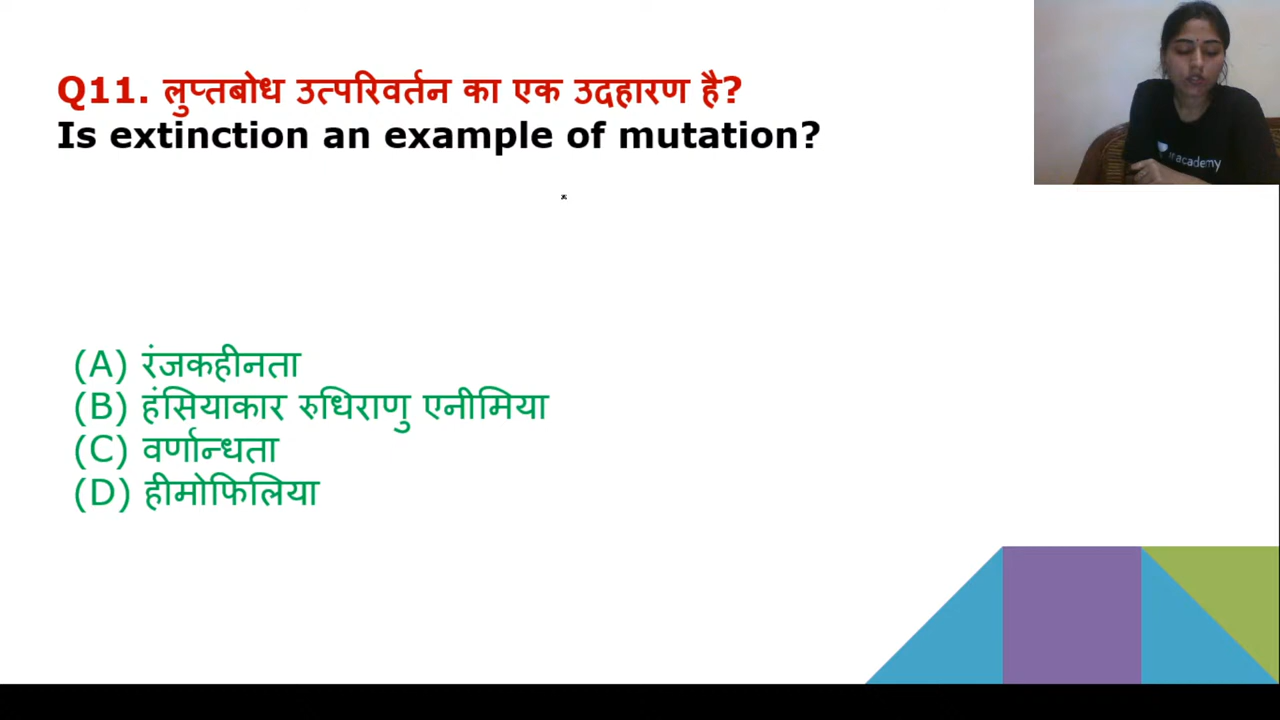 Q11. लुप्तबोध उत्परिवर्तन का एक उदहारण है?
Is extinction an example of mutation?
(A) रंजकहीनता
(B) हंसियाकार रुधिराणु एनीमिया
(C) वर्णान्धता
(D) हीमोफिलिया